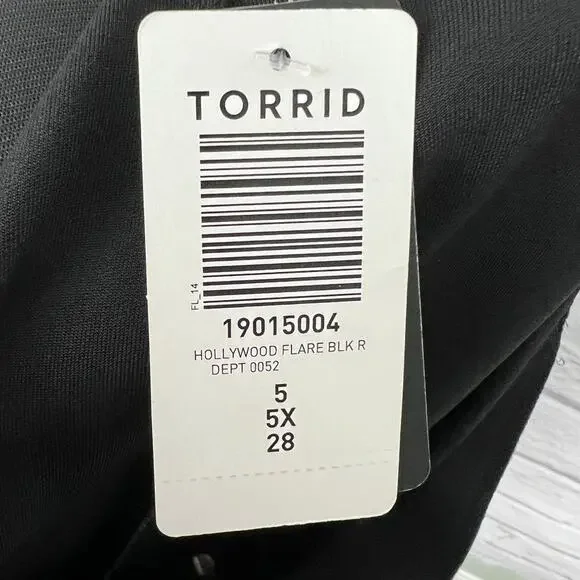 TORRID
FL_14
19015004
HOLLYWOOD FLARE BLK R
DEPT 0052
5
5X
28